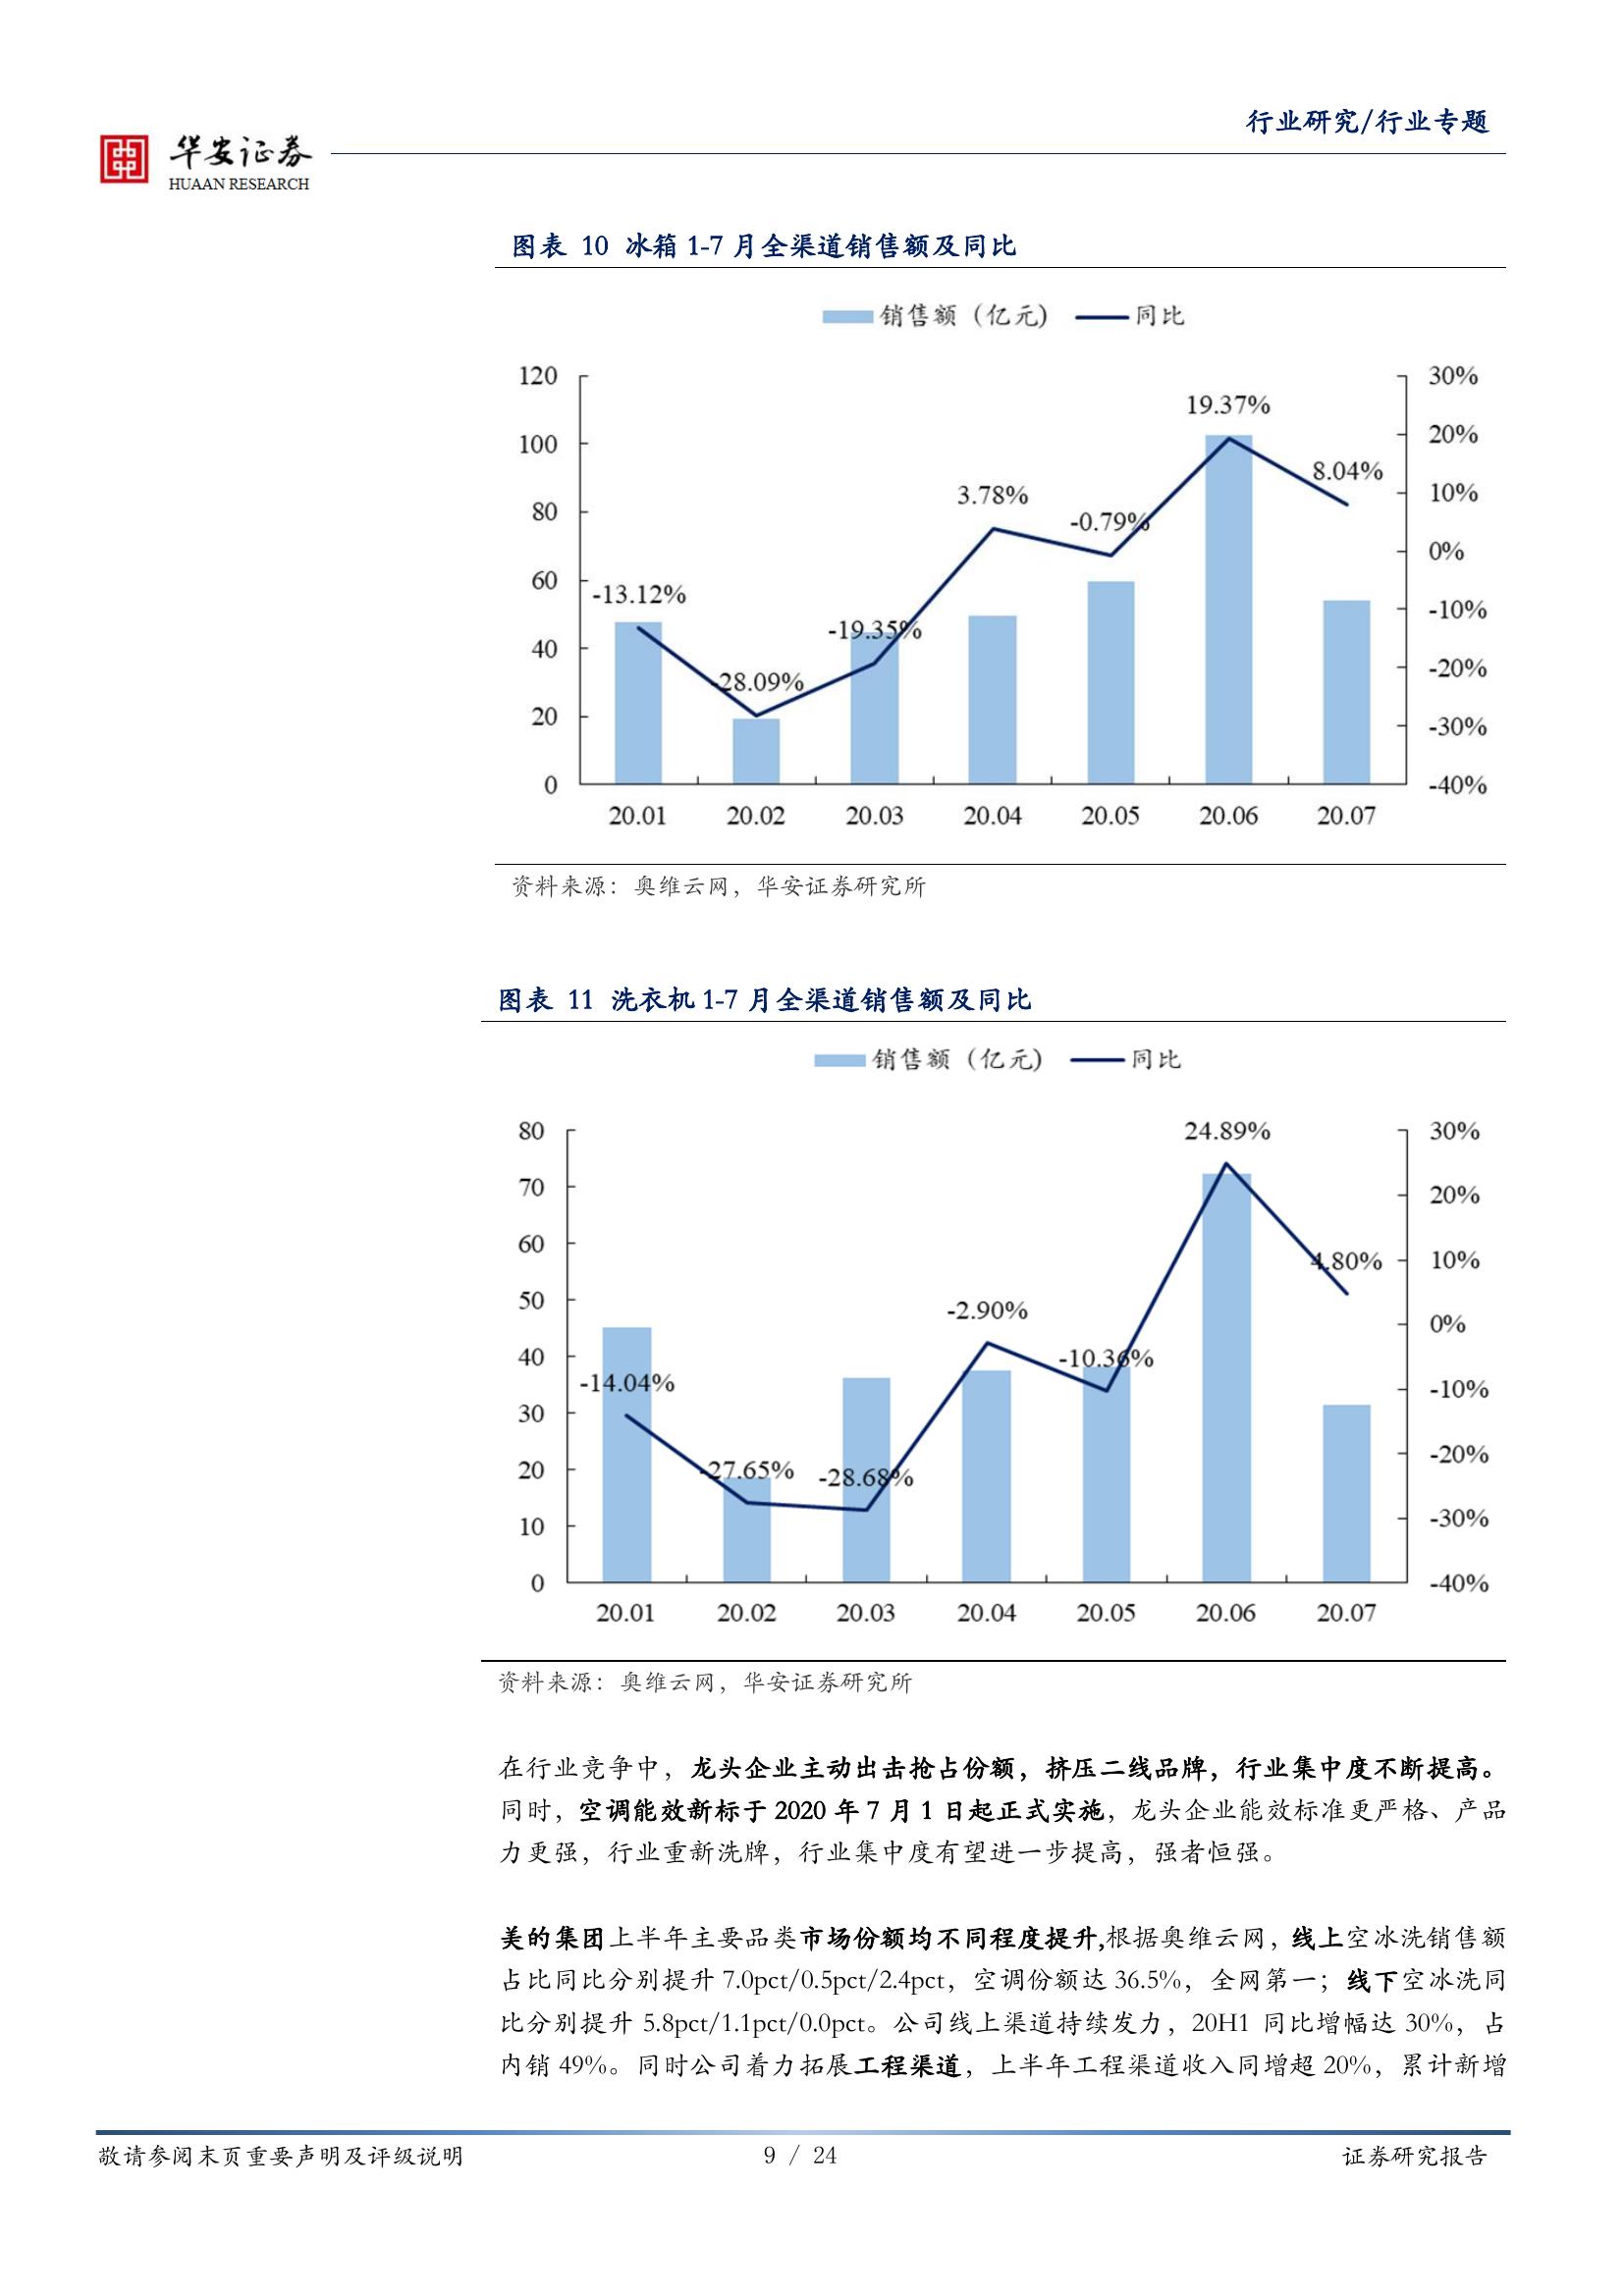 行业研究/行业专题
华安证券
HUAAN RESEARCH
图表 10 冰箱 1-7 月全渠道销售额及同比
销售额（亿元） 同比
120
100
80
60
40
20
0
30%
20%
10%
0%
-10%
-20%
-30%
-40%
-13.12%
-28.09%
-19.35%
3.78%
-0.79%
19.37%
8.04%
20.01 20.02 20.03 20.04 20.05 20.06 20.07
资料来源：奥维云网，华安证券研究所
图表 11 洗衣机 1-7 月全渠道销售额及同比
销售额（亿元） 同比
80
70
60
50
40
30
20
10
0
30%
20%
10%
0%
-10%
-20%
-30%
-40%
-14.04%
-27.65%
-28.68%
-2.90%
-10.36%
24.89%
4.80%
20.01 20.02 20.03 20.04 20.05 20.06 20.07
资料来源：奥维云网，华安证券研究所
在行业竞争中，龙头企业主动出击抢占份额，挤压二线品牌，行业集中度不断提高。
同时，空调能效新标于 2020 年 7 月 1 日起正式实施，龙头企业能效标准更严格、产品
力更强，行业重新洗牌，行业集中度有望进一步提高，强者恒强。
美的集团上半年主要品类市场份额均不同程度提升,根据奥维云网，线上空冰洗销售额
占比同比分别提升 7.0pct/0.5pct/2.4pct，空调份额达 36.5%，全网第一；线下空冰洗同
比分别提升 5.8pct/1.1pct/0.0pct。公司线上渠道持续发力，20H1 同比增幅达 30%，占
内销 49%。同时公司着力拓展工程渠道，上半年工程渠道收入同增超 20%，累计新增
敬请参阅末页重要声明及评级说明 9 / 24 证券研究报告